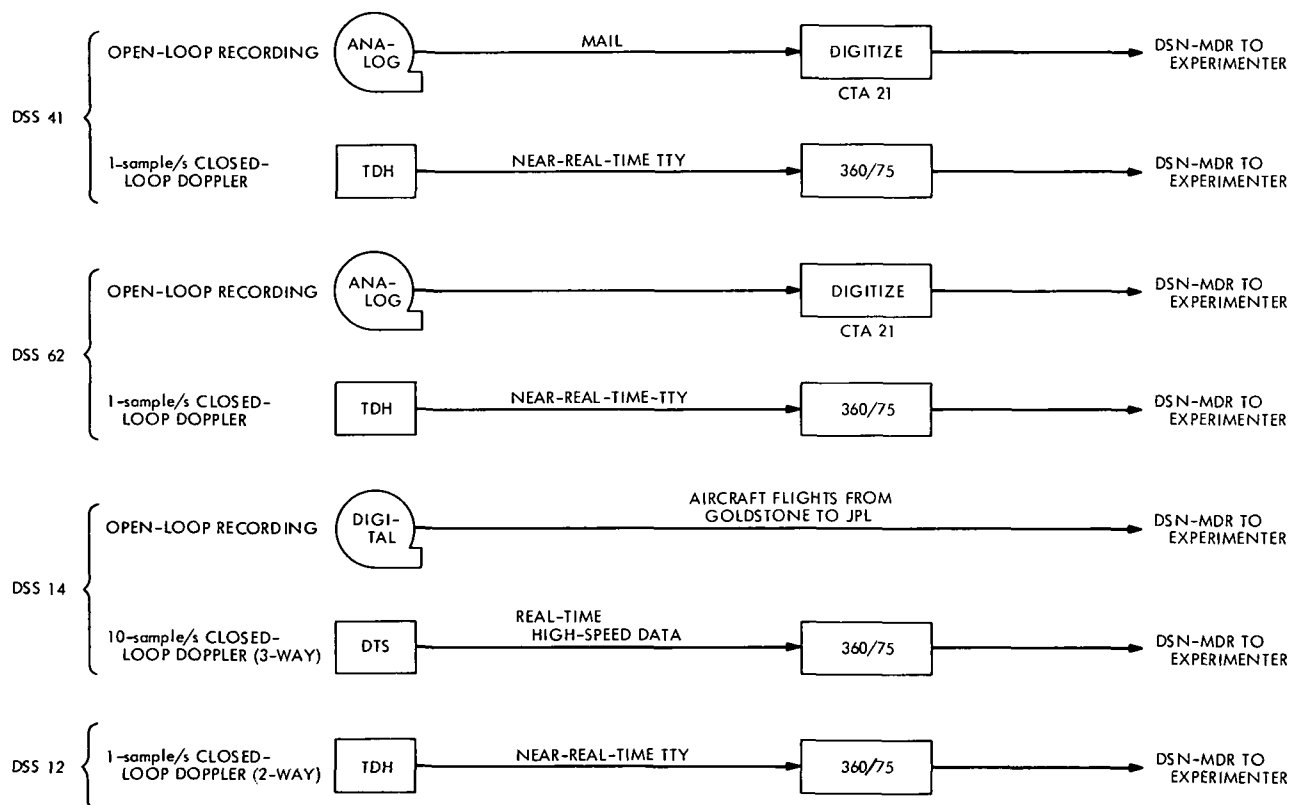 DSS 41
OPEN-LOOP RECORDING
ANA-
LOG
MAIL
DIGITIZE
CTA 21
DSN-MDR TO
EXPERIMENTER
1-sample/s CLOSED-
LOOP DOPPLER
TDH
NEAR-REAL-TIME TTY
360/75
DSN-MDR TO
EXPERIMENTER
DSS 62
OPEN-LOOP RECORDING
ANA-
LOG
DIGITIZE
CTA 21
DSN-MDR TO
EXPERIMENTER
1-sample/s CLOSED-
LOOP DOPPLER
TDH
NEAR-REAL-TIME-TTY
360/75
DSN-MDR TO
EXPERIMENTER
DSS 14
OPEN-LOOP RECORDING
DIGI-
TAL
AIRCRAFT FLIGHTS FROM
GOLDSTONE TO JPL
DSN-MDR TO
EXPERIMENTER
10-sample/s CLOSED-
LOOP DOPPLER (3-WAY)
DTS
REAL-TIME
HIGH-SPEED DATA
360/75
DSN-MDR TO
EXPERIMENTER
DSS 12
1-sample/s CLOSED-
LOOP DOPPLER (2-WAY)
TDH
NEAR-REAL-TIME TTY
360/75
DSN-MDR TO
EXPERIMENTER